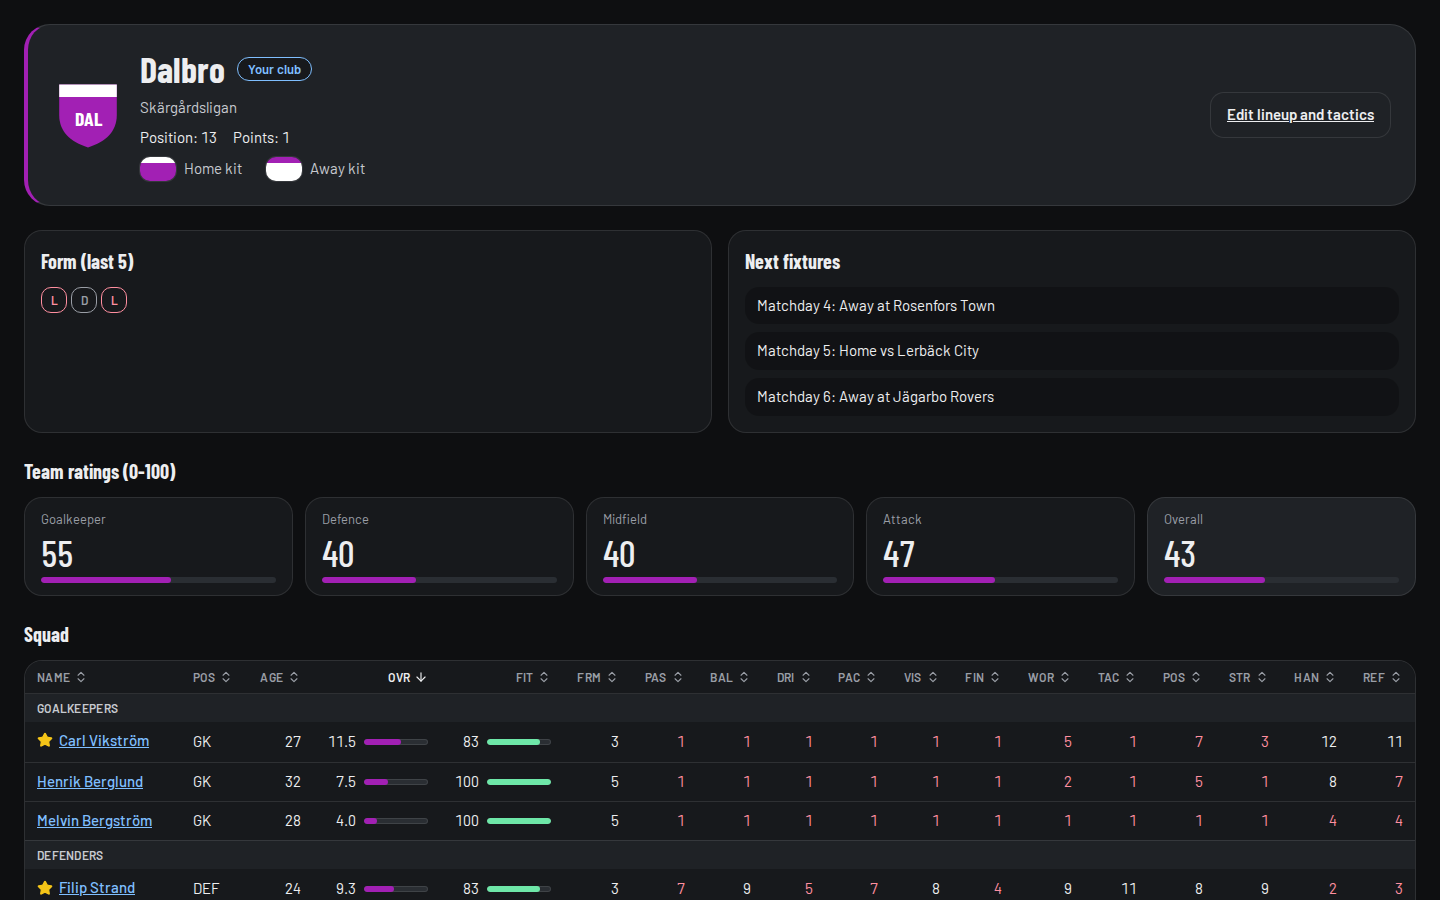 Dalbro Your club
Skärgårdsligan
DAL
Position: 13 Points: 1
Home kit Away kit
Edit lineup and tactics
Form (last 5)
L D L
Next fixtures
Matchday 4: Away at Rosenfors Town
Matchday 5: Home vs Lerbäck City
Matchday 6: Away at Jägarbo Rovers
Team ratings (0-100)
Goalkeeper
55
Defence
40
Midfield
40
Attack
47
Overall
43
Squad
NAME POS AGE OVR FIT FRM PAS BAL DRI PAC VIS FIN WOR TAC POS STR HAN REF
GOALKEEPERS
Carl Vikström GK 27 11.5 83 3 1 1 1 1 1 1 5 1 7 3 12 11
Henrik Berglund GK 32 7.5 100 5 1 1 1 1 1 1 2 1 5 1 8 7
Melvin Bergström GK 28 4.0 100 5 1 1 1 1 1 1 1 1 1 1 4 4
DEFENDERS
Filip Strand DEF 24 9.3 83 3 7 9 5 7 8 4 9 11 8 9 2 3